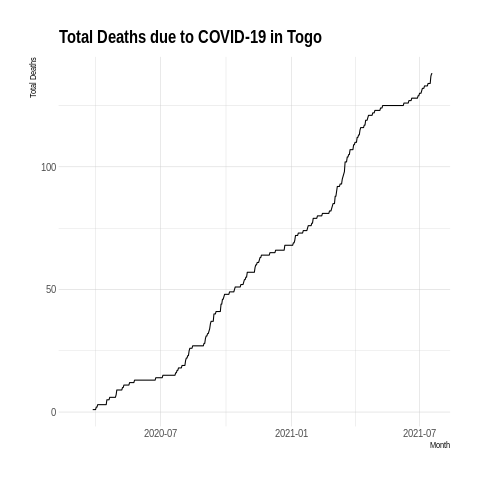 Total Deaths due to COVID-19 in Togo
Total Deaths
100
50
0
2020-07
2021-01
2021-07
Month